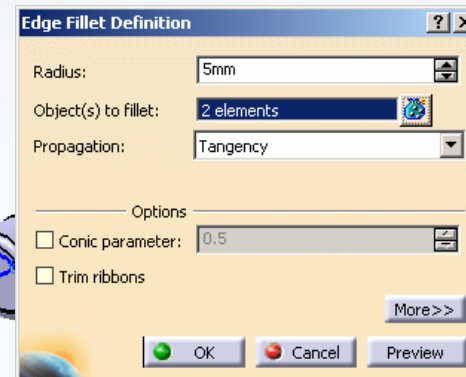 Edge Fillet Definition
Radius: 5mm
Object(s) to fillet: 2 elements
Propagation: Tangency
Options
Conic parameter: 0.5
Trim ribbons
More>>
OK Cancel Preview